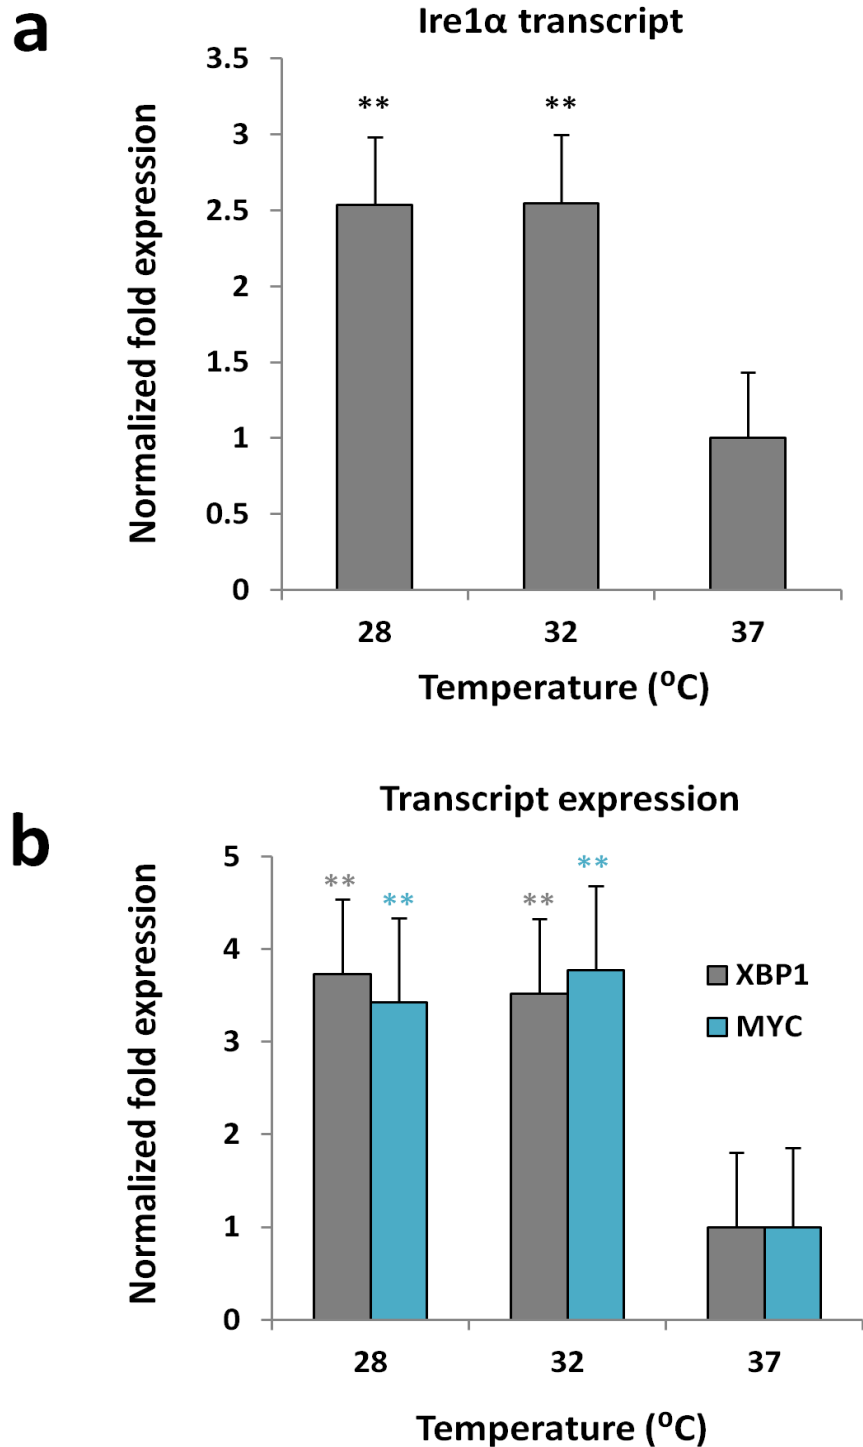 a
Ire1α transcript
Normalized fold expression
3.5
3
2.5
2
1.5
1
0.5
0
** **
28 32 37
Temperature (⁰C)
b
Transcript expression
Normalized fold expression
5
4
3
2
1
0
** ** ** **
XBP1
MYC
28 32 37
Temperature (⁰C)